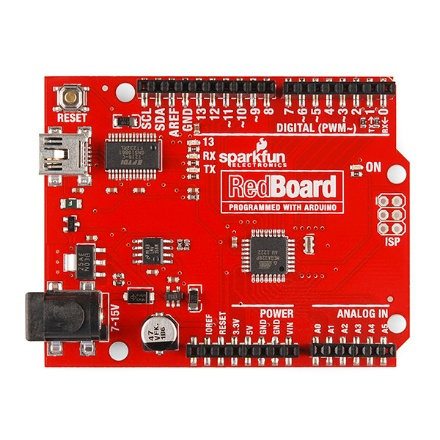 SCL
SDA
AREF
GND
13
12
~11
~10
~9
8
7
~6
~5
4
~3
2
1
0
TX→
RX←
DIGITAL (PWM~)
RESET
13
RX
TX
sparkfun
ELECTRONICS
ON
RedBoard
PROGRAMMED WITH ARDUINO
ISP
7-15V
47
VFK
POWER
ANALOG IN
IOREF
RESET
3.3V
5V
GND
GND
VIN
A0
A1
A2
A3
A4
A5